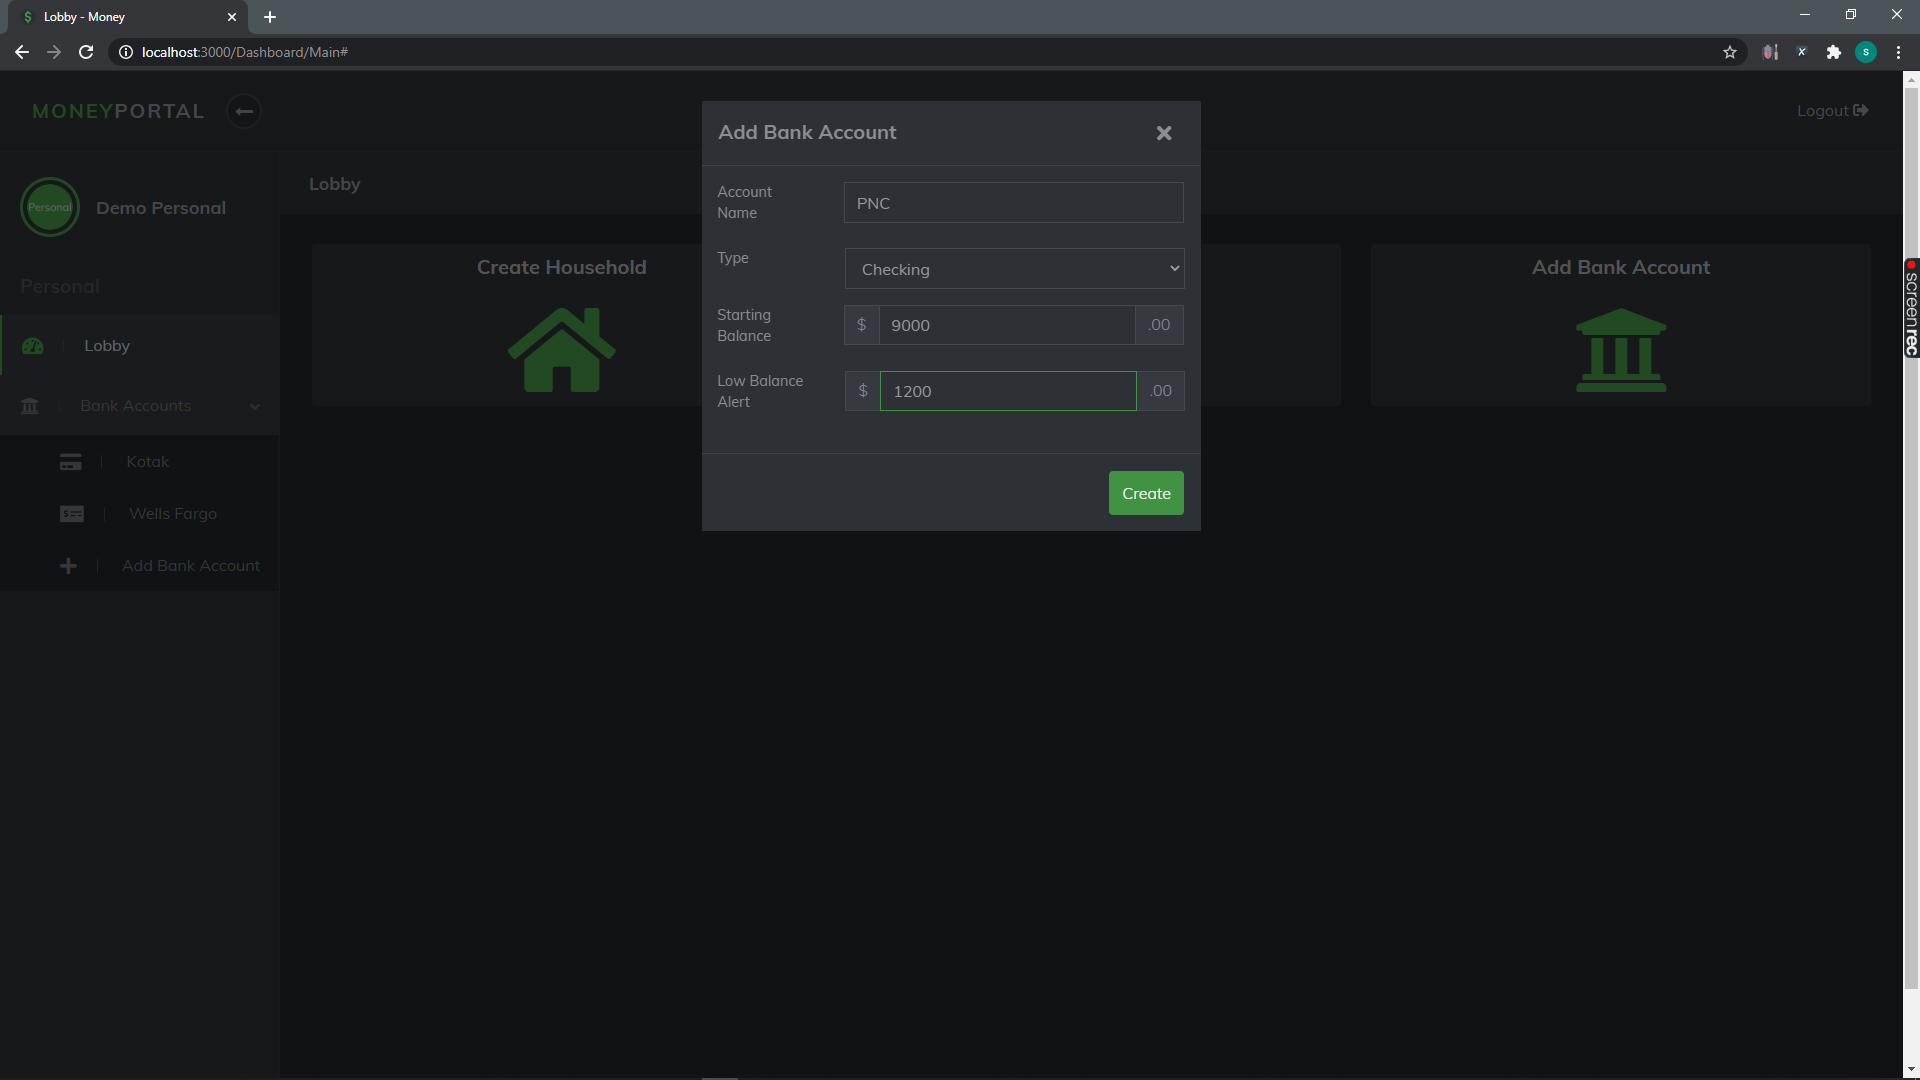 Lobby - Money
localhost:3000/Dashboard/Main#
S
MONEYPORTAL
Logout
Personal
Demo Personal
Personal
Lobby
Bank Accounts
Kotak
Wells Fargo
Add Bank Account
Lobby
Create Household
Add Bank Account
Add Bank Account
Account
Name
PNC
Type
Checking
Starting
Balance
$ 9000 .00
Low Balance
Alert
$ 1200 .00
Create
screenrec